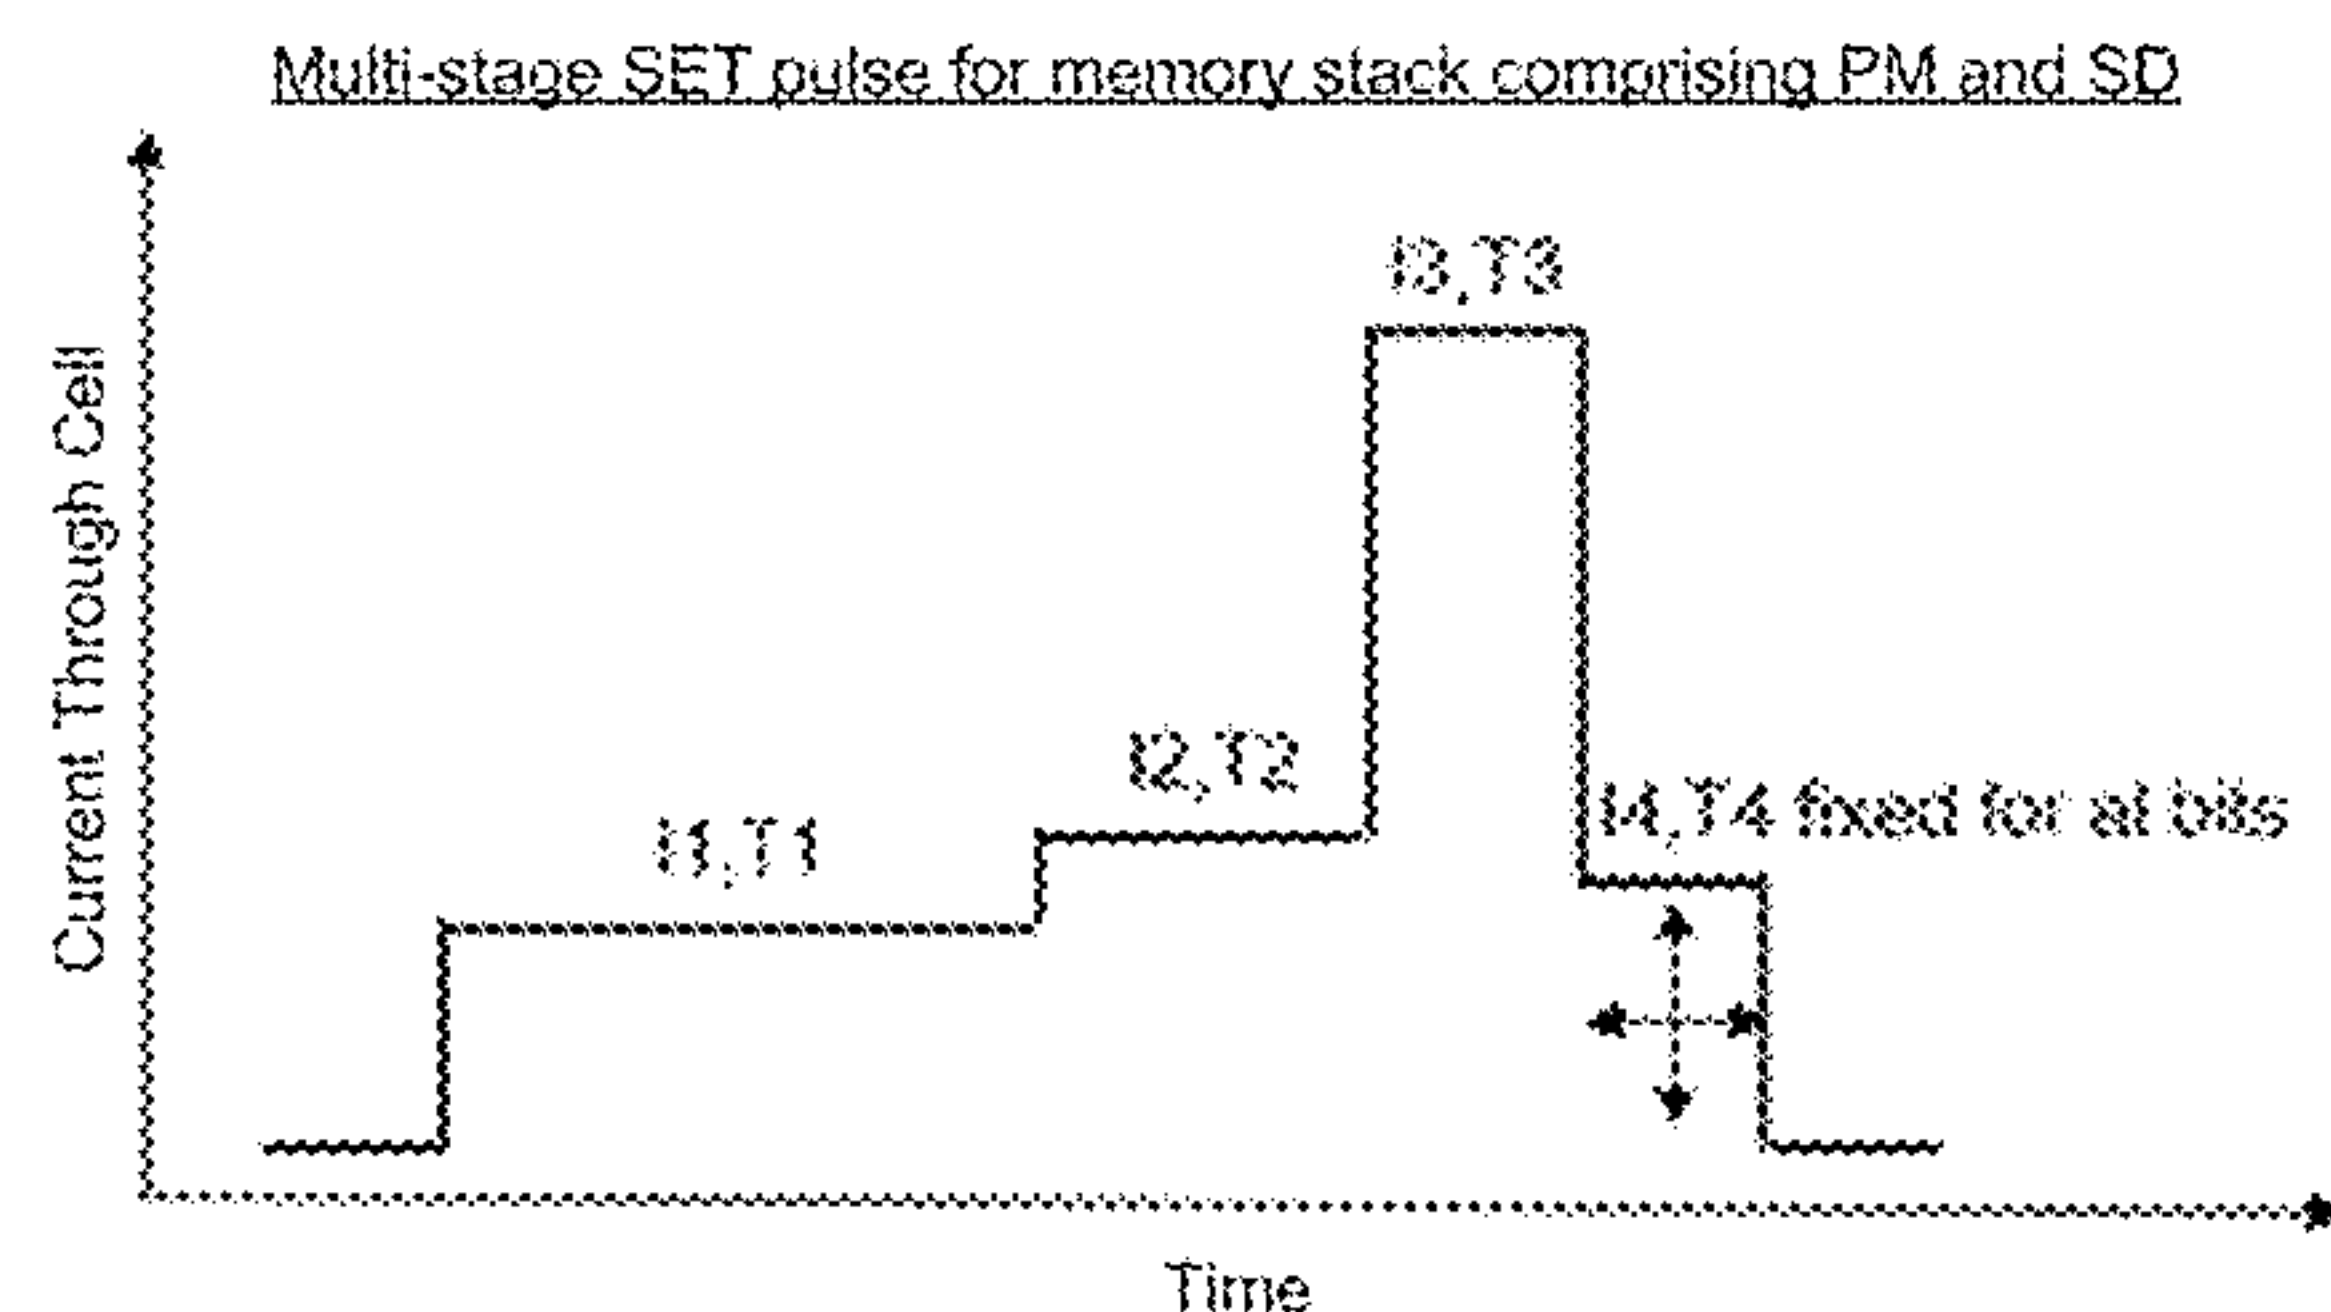 Multi-stage SET pulse for memory stack comprising PM and SD
I3,T3
I2,T2
I4,T4 fixed for all bits
I1,T1
Current Through Cell
Time